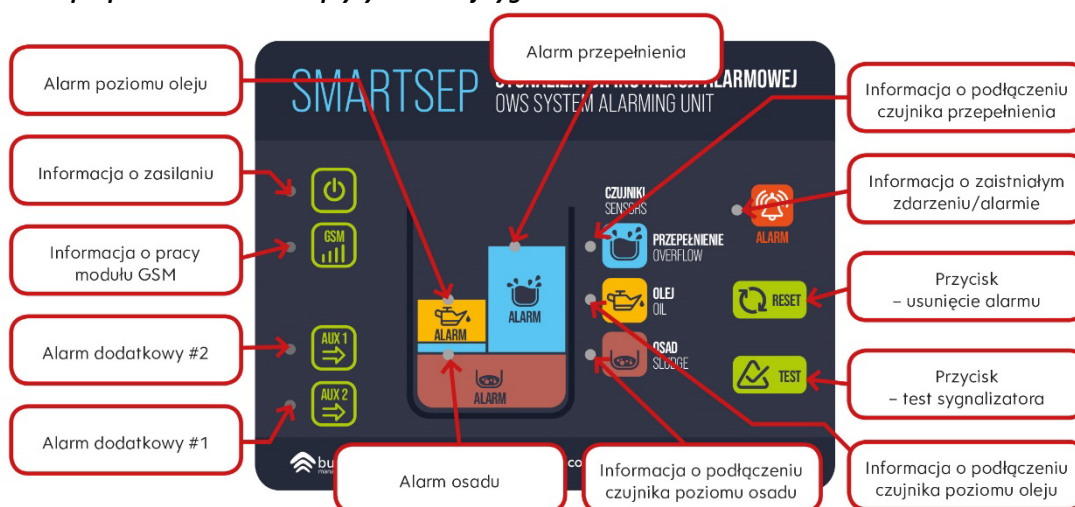 Alarm poziomu oleju
Alarm przepełnienia
Informacja o podłączeniu
czujnika przepełnienia
SMARTSEP
ALARMOWEJ
OWS SYSTEM ALARMING UNIT
Informacja o zasilaniu
Informacja o zaistniałym
zdarzeniu/alarmie
CZUJNIKI
SENSORS
ALARM
Informacja o pracy
modułu GSM
GSM
PRZEPEŁNIENIE
OVERFLOW
Przycisk
– usunięcie alarmu
RESET
OLEJ
OIL
ALARM
ALARM
Alarm dodatkowy #2
AUX 1
OSAD
SLUDGE
TEST
Przycisk
– test sygnalizatora
ALARM
AUX 2
Alarm dodatkowy #1
Alarm osadu
Informacja o podłączeniu
czujnika poziomu osadu
Informacja o podłączeniu
czujnika poziomu oleju